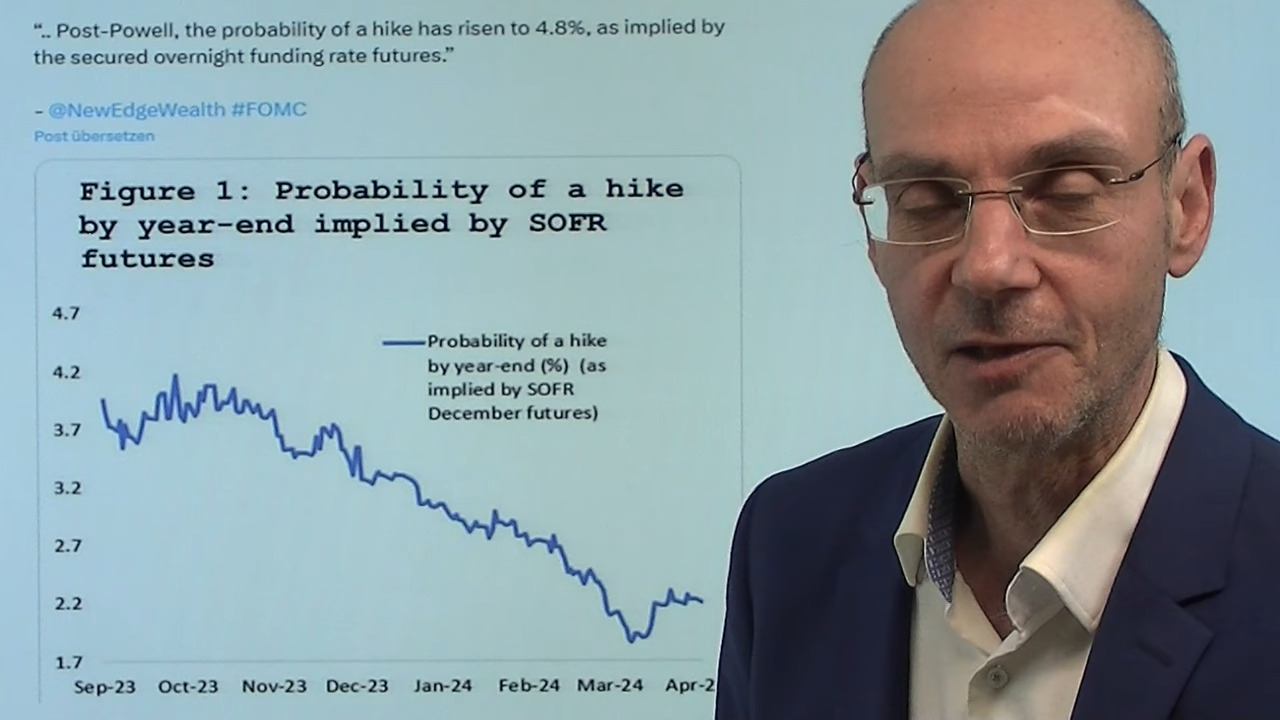 “.. Post-Powell, the probability of a hike has risen to 4.8%, as implied by
the secured overnight funding rate futures.”
– @NewEdgeWealth #FOMC
Post übersetzen
Figure 1: Probability of a hike
by year-end implied by SOFR
futures
4.7
4.2
3.7
3.2
2.7
2.2
1.7
Probability of a hike
by year-end (%) (as
implied by SOFR
December futures)
Sep-23 Oct-23 Nov-23 Dec-23 Jan-24 Feb-24 Mar-24 Apr-2